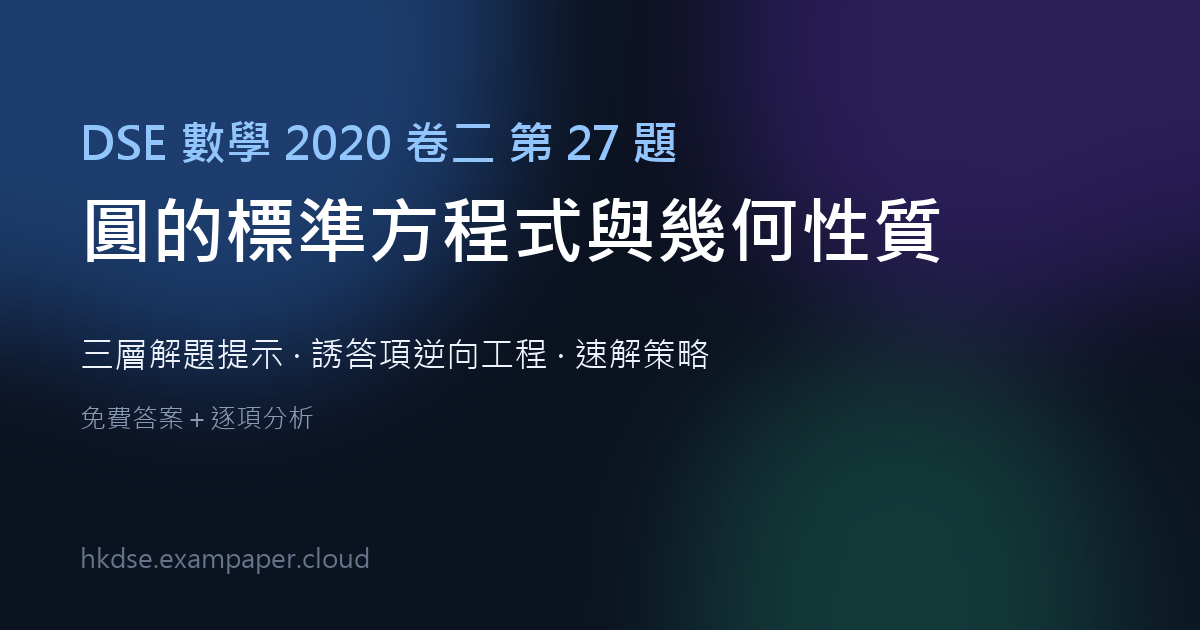 DSE 數學 2020 卷二 第 27 題
圓的標準方程式與幾何性質
三層解題提示 · 誘答項逆向工程 · 速解策略
免費答案 + 逐項分析
hkdse.exampaper.cloud